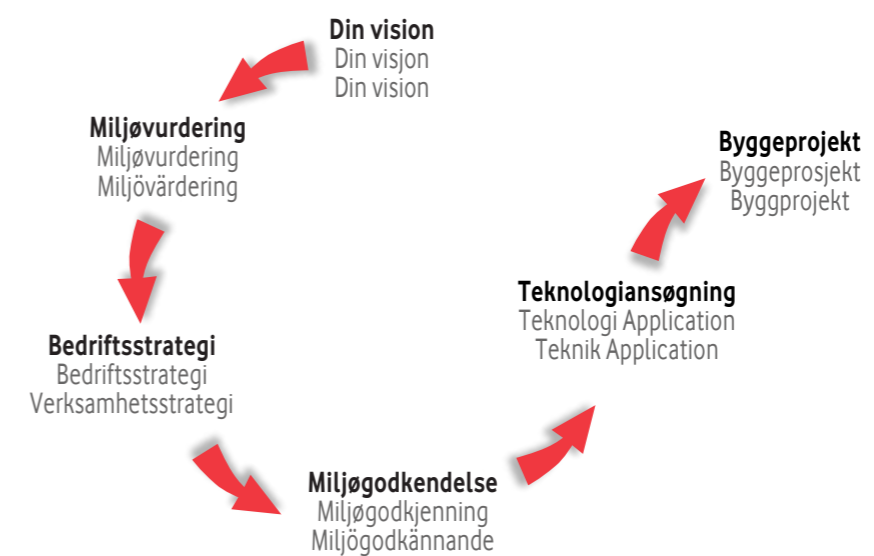 Din vision
Din visjon
Din vision
Miljøvurdering
Miljøvurdering
Miljövärdering
Bedriftsstrategi
Bedriftsstrategi
Verksamhetsstrategi
Miljøgodkendelse
Miljøgodkjenning
Miljögodkännande
Teknologiansøgning
Teknologi Application
Teknik Application
Byggeprojekt
Byggeprosjekt
Byggprojekt